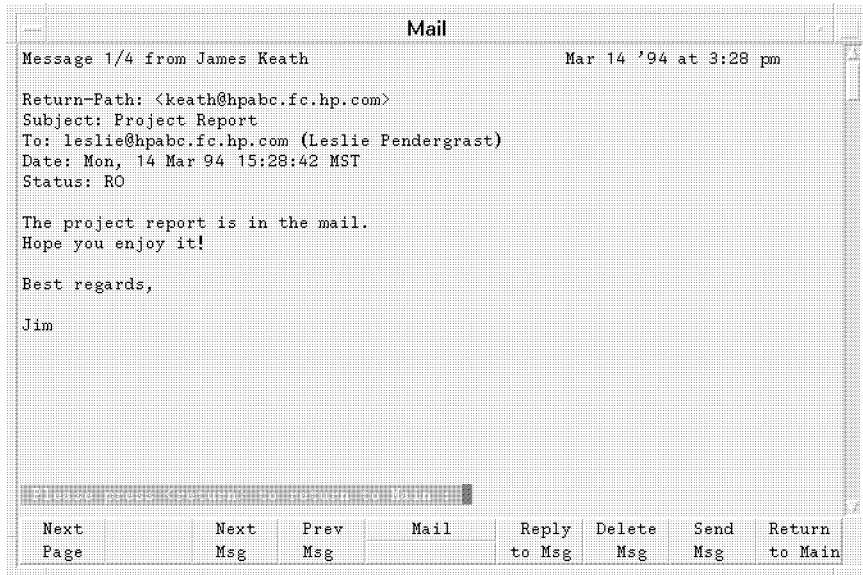 Mail
Message 1/4 from James Keath Mar 14 '94 at 3:28 pm
Return-Path: <keath@hpabc.fc.hp.com>
Subject: Project Report
To: leslie@hpabc.fc.hp.com (Leslie Pendergrast)
Date: Mon, 14 Mar 94 15:28:42 MST
Status: RO
The project report is in the mail.
Hope you enjoy it!
Best regards,
Jim
Please press <return> to return to Main :
Next Next Prev Mail Reply Delete Send Return
Page Msg Msg to Msg Msg Msg to Main